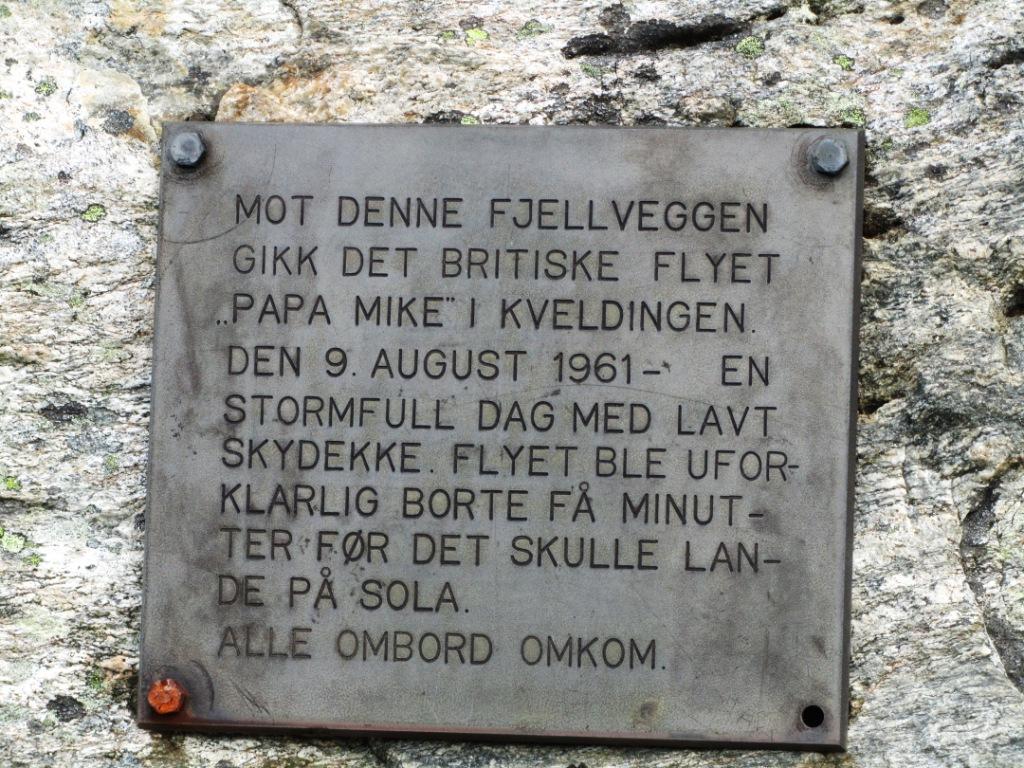 MOT DENNE FJELLVEGGEN
GIKK DET BRITISKE FLYET
„PAPA MIKE" I KVELDINGEN.
DEN 9. AUGUST 1961- EN
STORMFULL DAG MED LAVT
SKYDEKKE. FLYET BLE UFOR-
KLARLIG BORTE FÅ MINUT-
TER FØR DET SKULLE LAN-
DE PÅ SOLA.
ALLE OMBORD OMKOM.